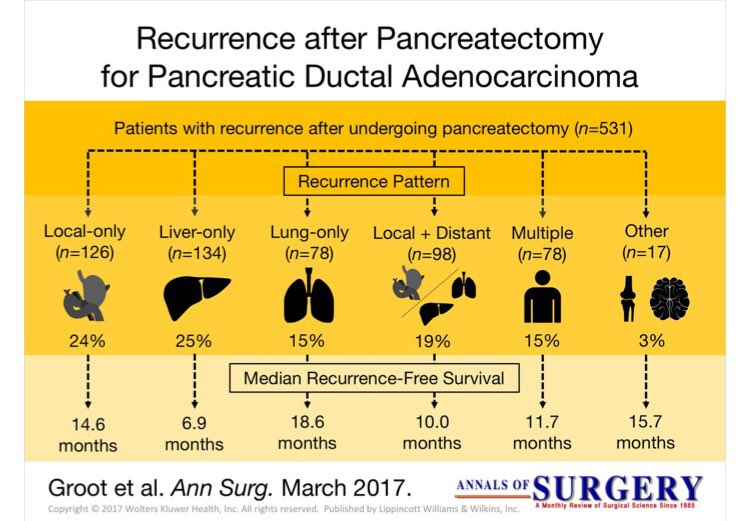 Recurrence after Pancreatectomy
for Pancreatic Ductal Adenocarcinoma
Patients with recurrence after undergoing pancreatectomy (n=531)
Recurrence Pattern
Local-only
(n=126)
Liver-only
(n=134)
Lung-only
(n=78)
Local + Distant
(n=98)
Multiple
(n=78)
Other
(n=17)
24%
25%
15%
19%
15%
3%
Median Recurrence-Free Survival
14.6
months
6.9
months
18.6
months
10.0
months
11.7
months
15.7
months
Groot et al. Ann Surg. March 2017.
Copyright © 2017 Wolters Kluwer Health, Inc. All rights reserved. Published by Lippincott Williams & Wilkins, Inc.
ANNALS OF SURGERY
A Monthly Review of Surgical Science Since 1885